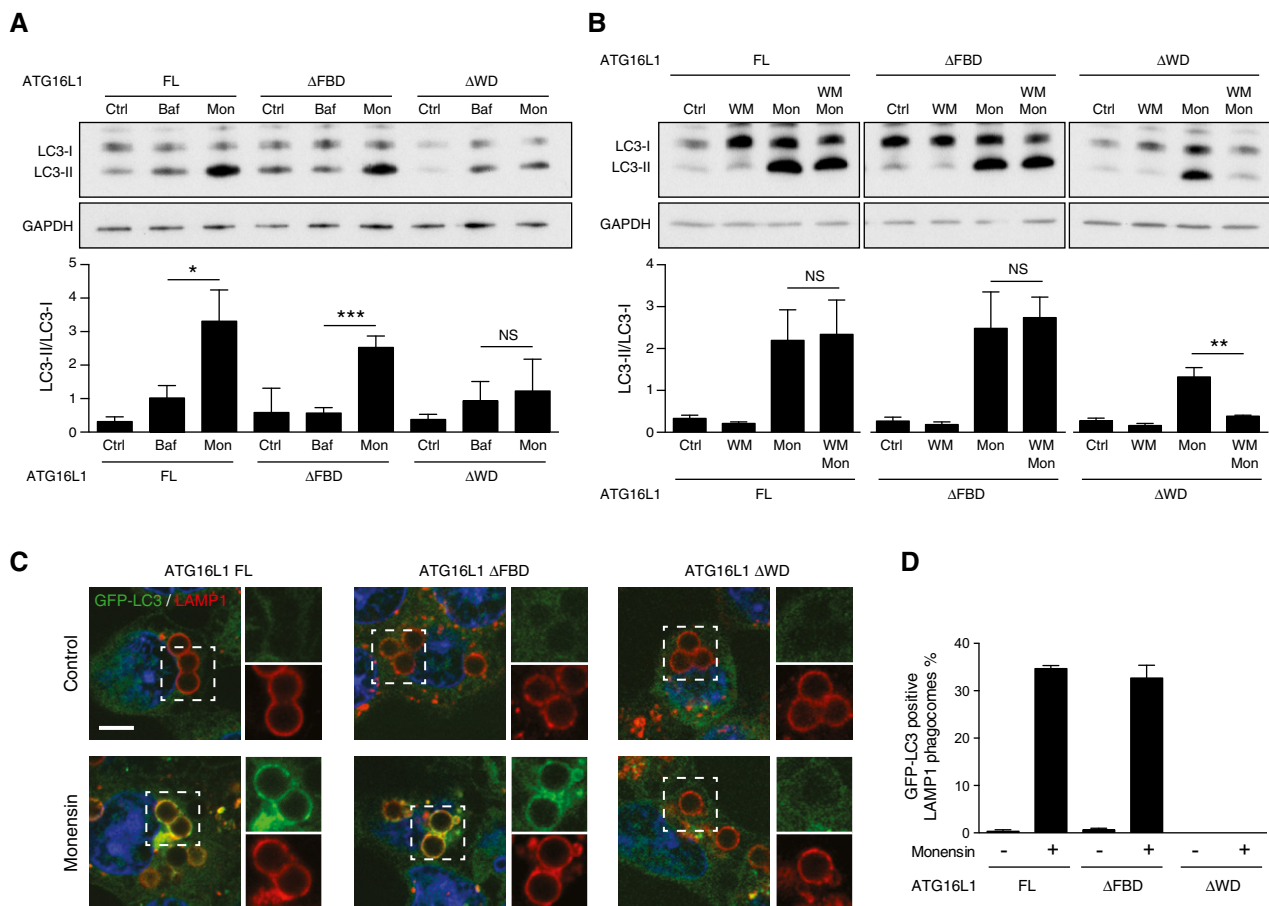 A
ATG16L1 FL ΔFBD ΔWD
Ctrl Baf Mon Ctrl Baf Mon Ctrl Baf Mon
LC3-I
LC3-II
GAPDH
LC3-II/LC3-I
5
4
3
2
1
0
* *** NS
Ctrl Baf Mon Ctrl Baf Mon Ctrl Baf Mon
ATG16L1 FL ΔFBD ΔWD
B
ATG16L1 FL ΔFBD ΔWD
Ctrl WM Mon WM Mon Ctrl WM Mon WM Mon Ctrl WM Mon WM Mon
LC3-I
LC3-II
GAPDH
LC3-II/LC3-I
4
3
2
1
0
NS NS **
Ctrl WM Mon WM Mon Ctrl WM Mon WM Mon Ctrl WM Mon WM Mon
ATG16L1 FL ΔFBD ΔWD
C
ATG16L1 FL ATG16L1 ΔFBD ATG16L1 ΔWD
GFP-LC3 / LAMP1
Control
Monensin
D
GFP-LC3 positive
LAMP1 phagocomes %
40
30
20
10
0
Monensin - + - + - +
ATG16L1 FL ΔFBD ΔWD